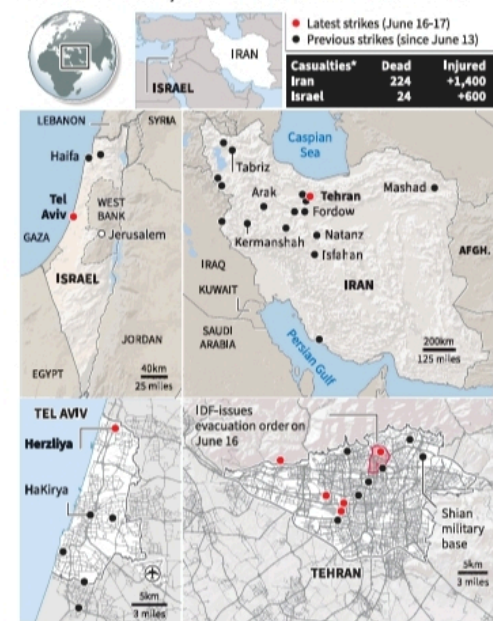 Latest strikes (June 16-17)
Previous strikes (since June 13)
IRAN
ISRAEL
Casualties* Dead Injured
Iran 224 +1,400
Israel 24 +600
LEBANON
SYRIA
Haifa
Tel
Aviv
WEST
BANK
Jerusalem
GAZA
ISRAEL
JORDAN
EGYPT
40km
25 miles
Caspian
Sea
Tabriz
Arak
Tehran
Mashad
Fordow
Kermanshah
Natanz
Isfahan
IRAQ
IRAN
AFGH.
KUWAIT
SAUDI
ARABIA
Persian Gulf
200km
125 miles
TEL AVIV
Herzliya
HaKirya
5km
3 miles
IDF-issues
evacuation order on
June 16
Shian
military
base
TEHRAN
5km
3 miles